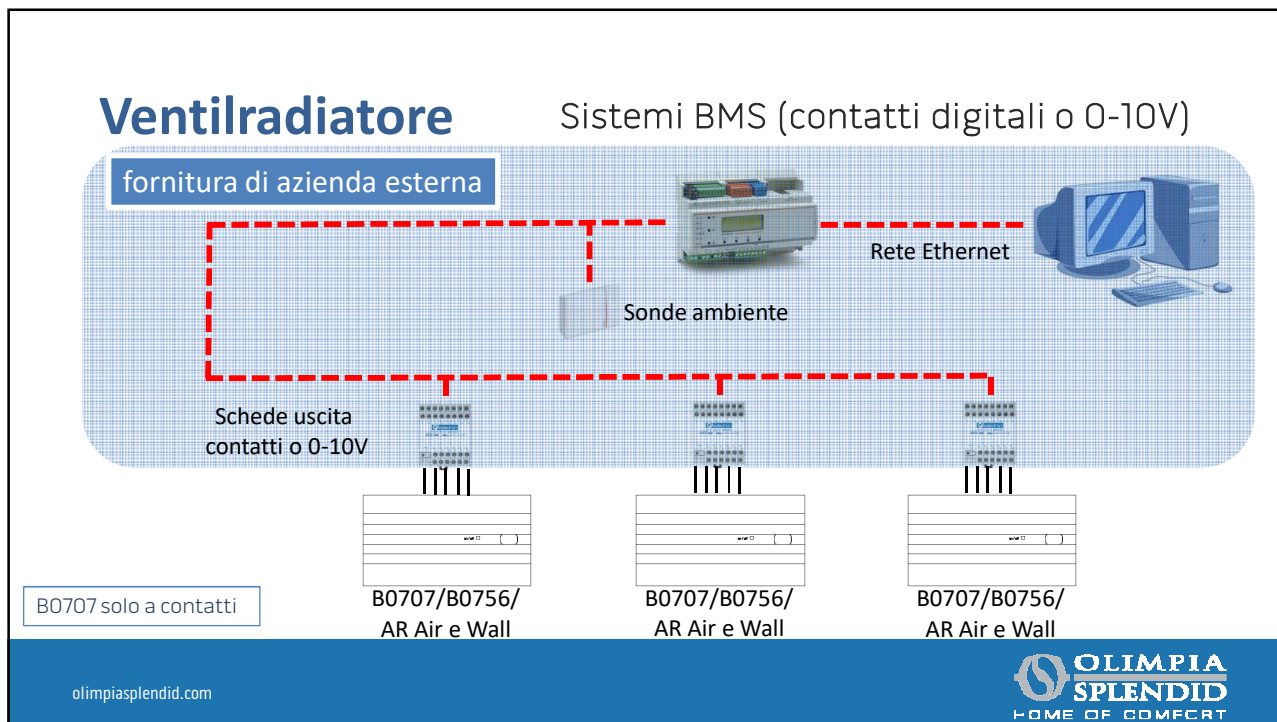 Ventilradiatore
Sistemi BMS (contatti digitali o 0-10V)
fornitura di azienda esterna
Rete Ethernet
Sonde ambiente
Schede uscita
contatti o 0-10V
B0707/B0756/
AR Air e Wall
B0707/B0756/
AR Air e Wall
B0707/B0756/
AR Air e Wall
B0707 solo a contatti
olimpiasplendid.com
OLIMPIA
SPLENDID
HOME OF COMFORT